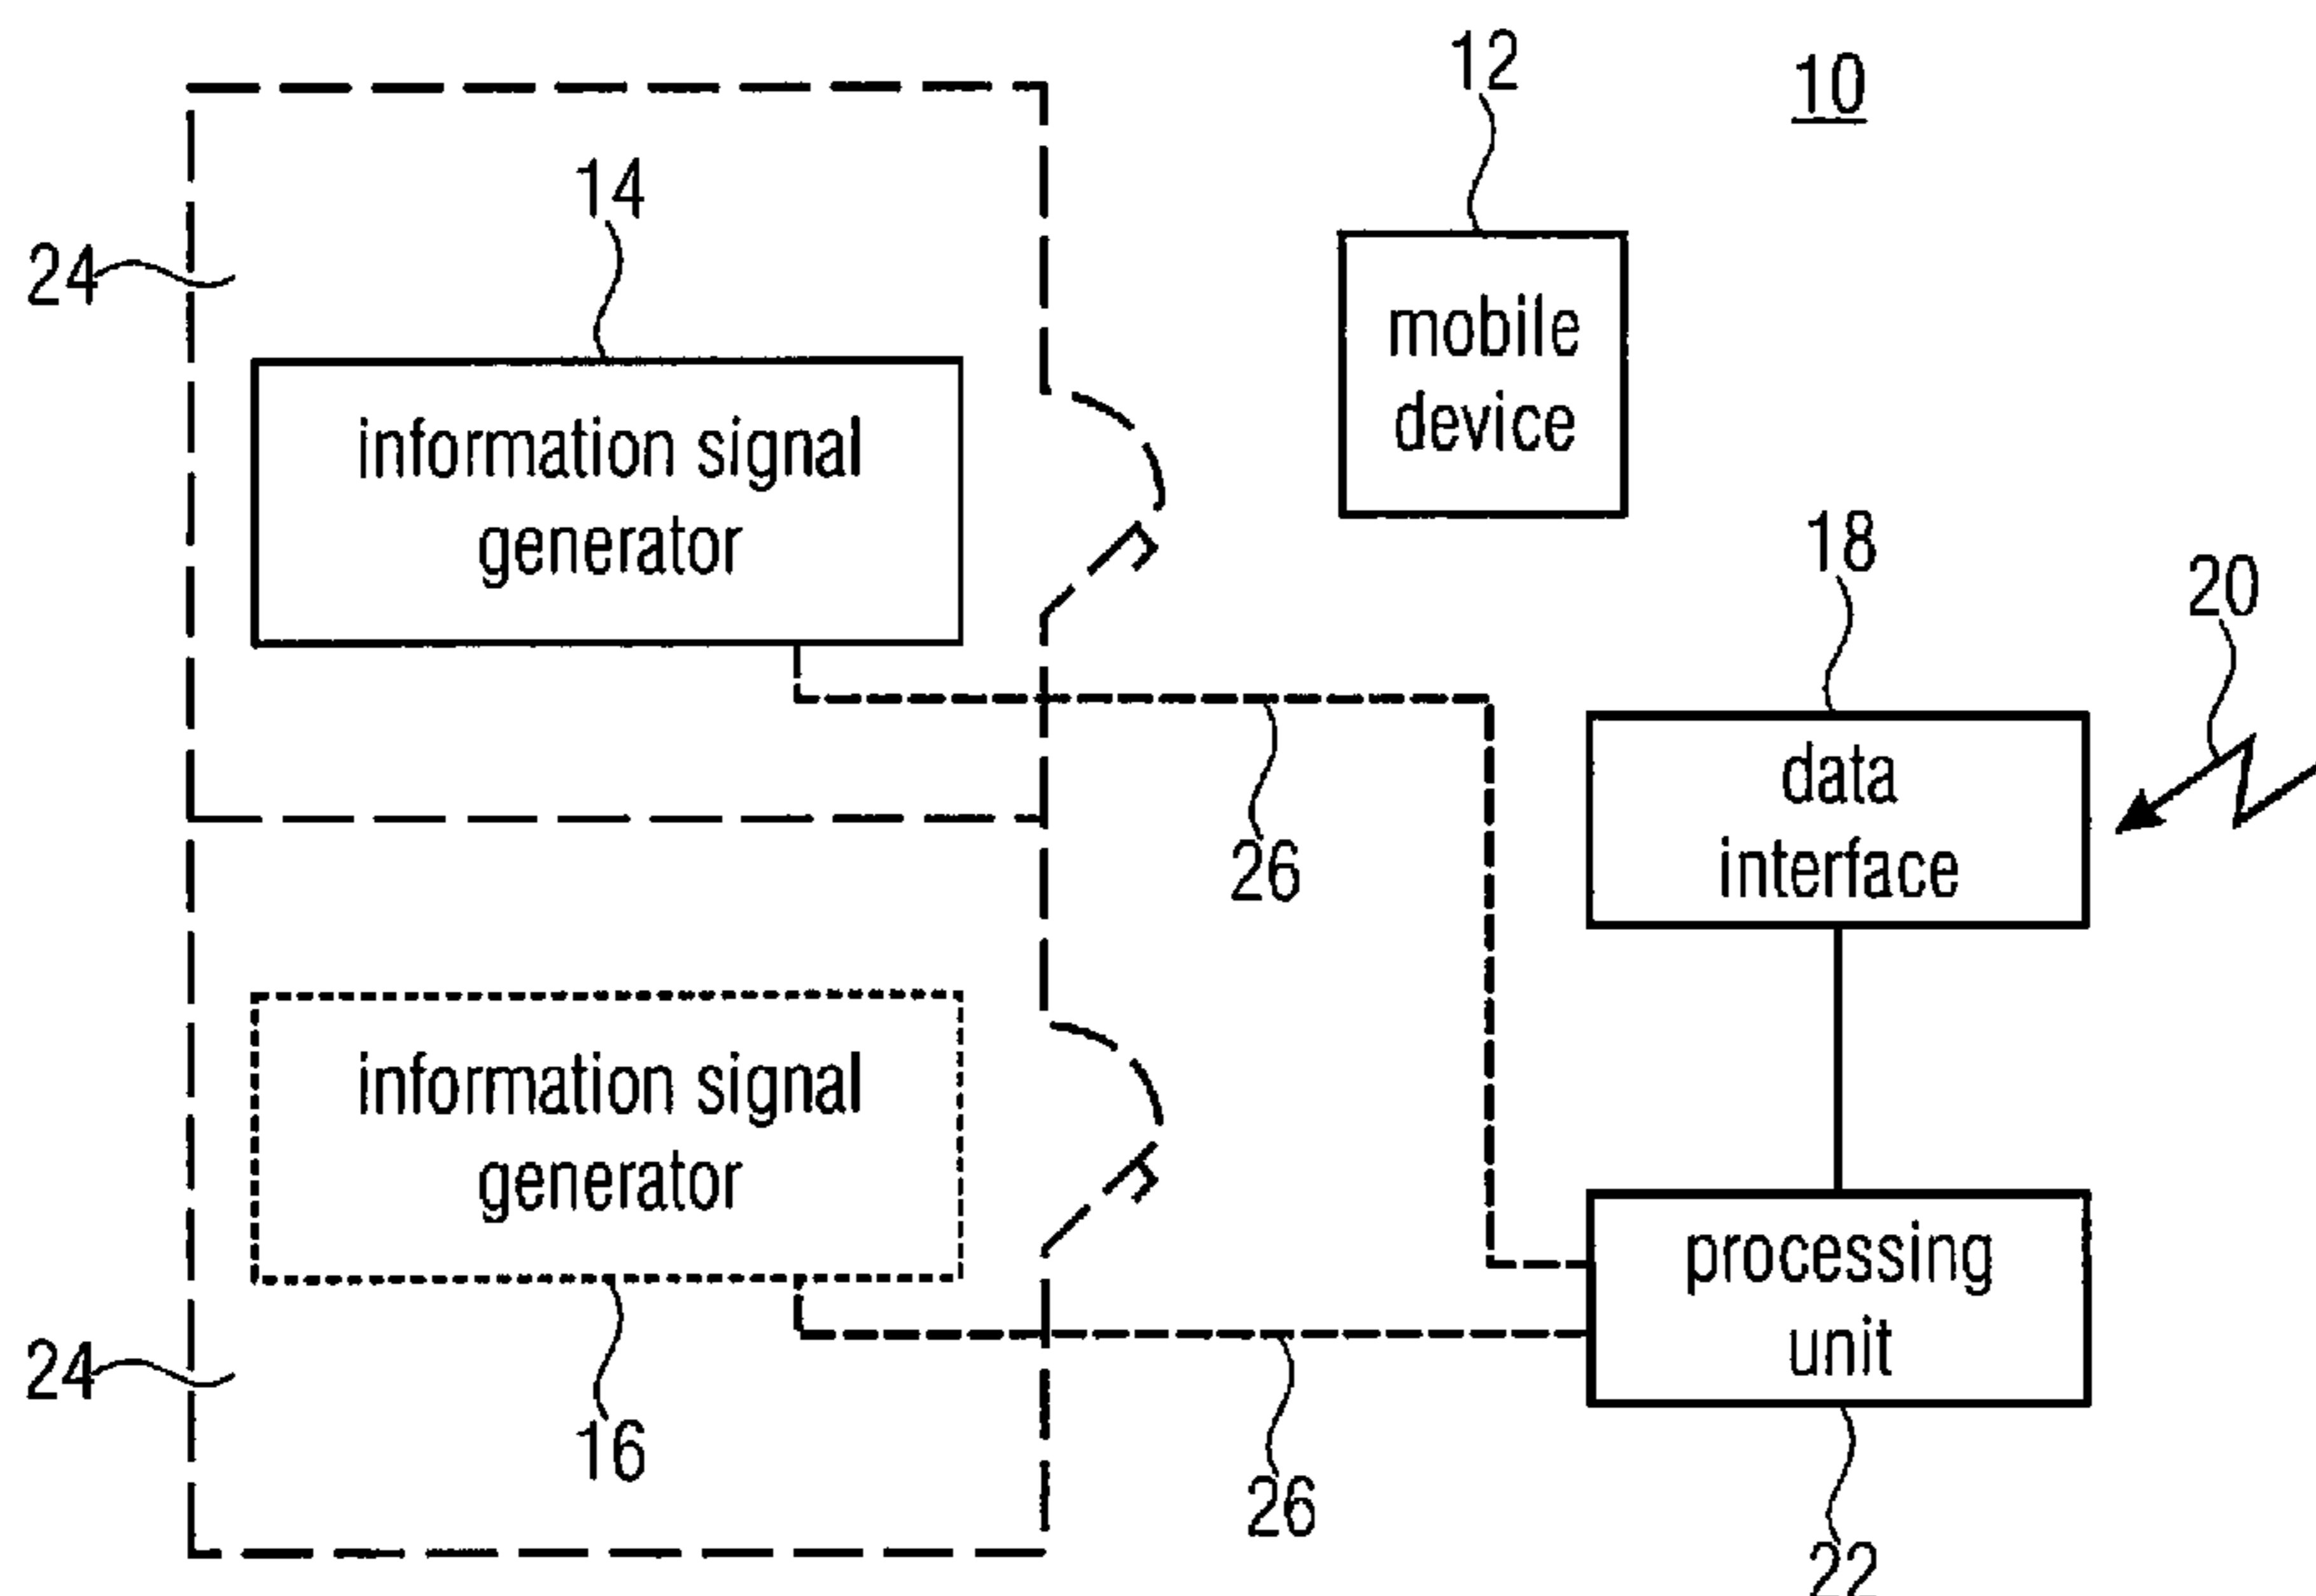 12
10
14
24
mobile
device
information signal
generator
18
20
data
interface
26
information signal
generator
processing
unit
24
16
26
22